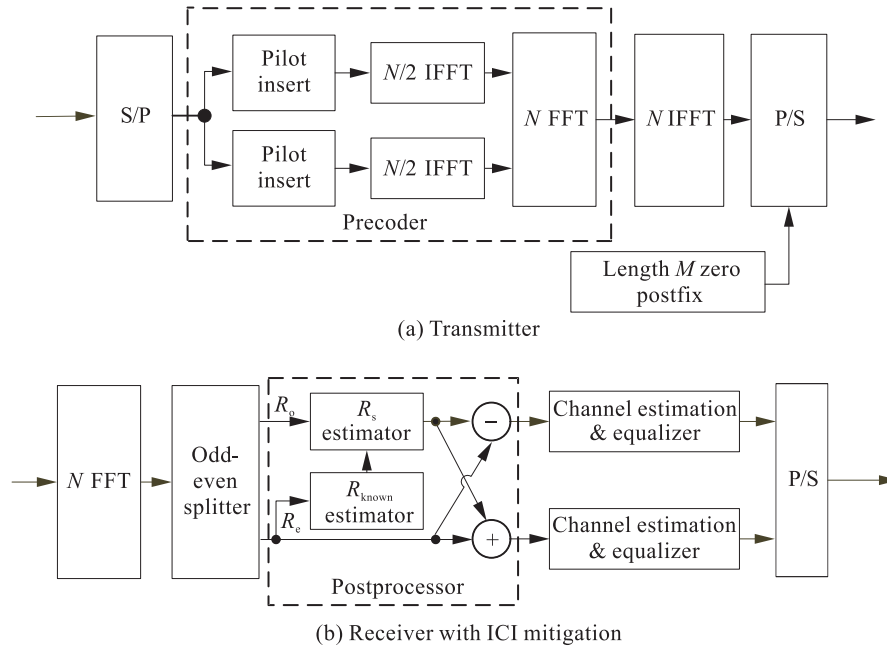 S/P
Pilot
insert
N/2 IFFT
Pilot
insert
N/2 IFFT
N FFT
Precoder
N IFFT
P/S
Length M zero
postfix
(a) Transmitter
N FFT
Odd-
even
splitter
Ro
Re
Rs
estimator
Rknown
estimator
Postprocessor
−
+
Channel estimation
& equalizer
Channel estimation
& equalizer
P/S
(b) Receiver with ICI mitigation